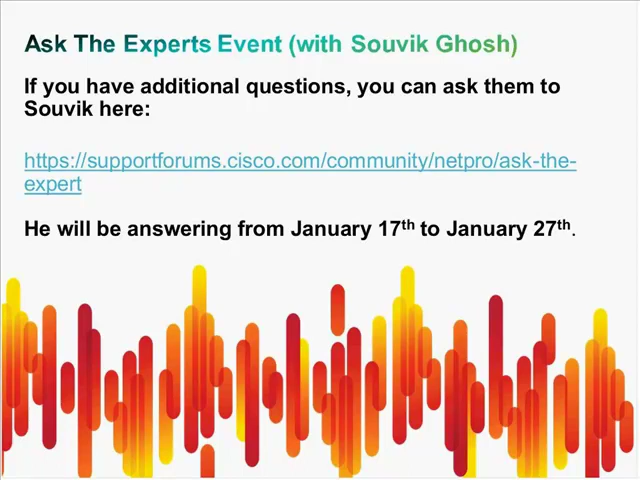 Ask The Experts Event (with Souvik Ghosh)
If you have additional questions, you can ask them to
Souvik here:
https://supportforums.cisco.com/community/netpro/ask-the-
expert
He will be answering from January 17th to January 27th.